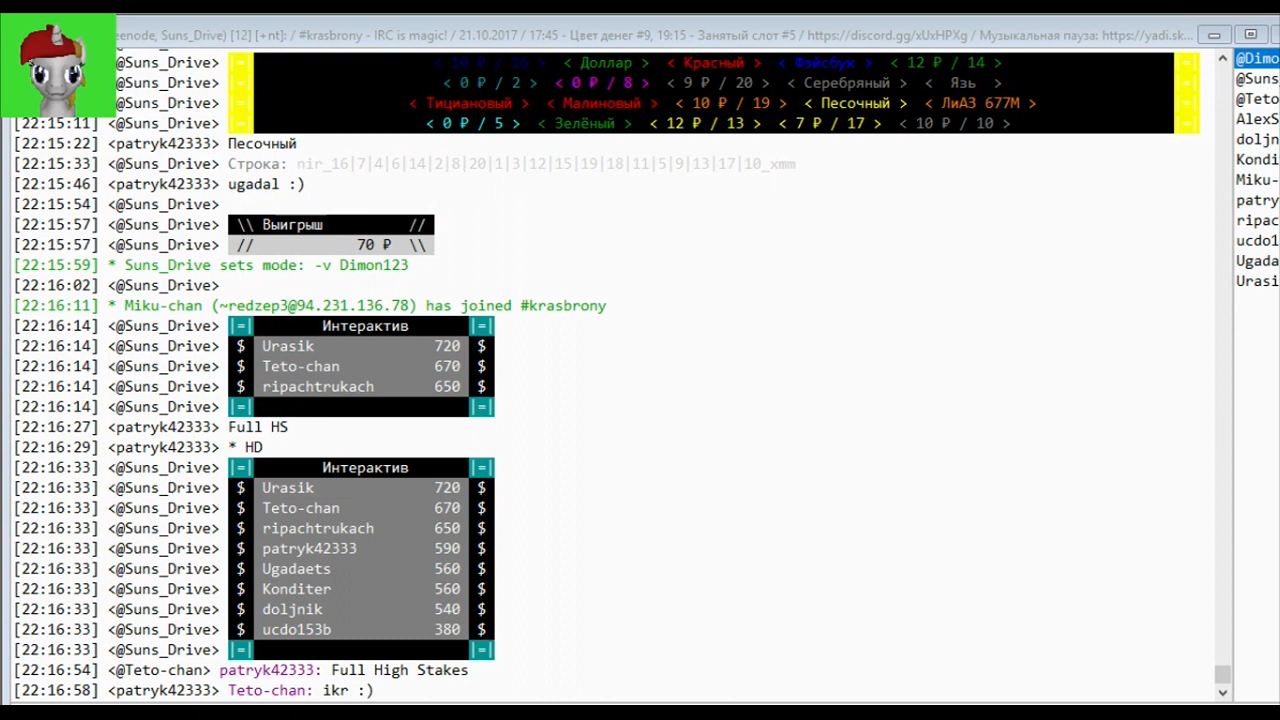 eenode, Suns_Drive) [12] [+nt]: / #krasbrony - IRC is magic! / 21.10.2017 / 17:45 - Цвет денег #9, 19:15 - Занятый слот #5 / https://discord.gg/xUxHPXg / Музыкальная пауза: https://yadi.sk...
<@Suns_Drive> |=| < 10 ₽ / 16 > < Доллар > < Красный > < Фэйсбук > < 12 ₽ / 14 > |=|
<@Suns_Drive> |=| < 0 ₽ / 2 > < 0 ₽ / 8 > < 9 ₽ / 20 > < Серебряный > < Язь > |=|
<@Suns_Drive> |=| < Тициановый > < Малиновый > < 10 ₽ / 19 > < Песочный > < ЛиАЗ 677М > |=|
[22:15:11] <@Suns_Drive> |=| < 0 ₽ / 5 > < Зелёный > < 12 ₽ / 13 > < 7 ₽ / 17 > < 10 ₽ / 10 > |=|
[22:15:22] <patryk42333> Песочный
[22:15:33] <@Suns_Drive> Строка: nir_16|7|4|6|14|2|8|20|1|3|12|15|19|18|11|5|9|13|17|10_xmm
[22:15:46] <patryk42333> ugadal :)
[22:15:54] <@Suns_Drive>
[22:15:57] <@Suns_Drive> \\ Выигрыш //
[22:15:57] <@Suns_Drive> // 70 ₽ \\
[22:15:59] * Suns_Drive sets mode: -v Dimon123
[22:16:02] <@Suns_Drive>
[22:16:11] * Miku-chan (~redzep3@94.231.136.78) has joined #krasbrony
[22:16:14] <@Suns_Drive> |=| Интерактив |=|
[22:16:14] <@Suns_Drive> $ Urasik 720 $
[22:16:14] <@Suns_Drive> $ Teto-chan 670 $
[22:16:14] <@Suns_Drive> $ ripachtrukach 650 $
[22:16:14] <@Suns_Drive> |=| |=|
[22:16:27] <patryk42333> Full HS
[22:16:29] <patryk42333> * HD
[22:16:33] <@Suns_Drive> |=| Интерактив |=|
[22:16:33] <@Suns_Drive> $ Urasik 720 $
[22:16:33] <@Suns_Drive> $ Teto-chan 670 $
[22:16:33] <@Suns_Drive> $ ripachtrukach 650 $
[22:16:33] <@Suns_Drive> $ patryk42333 590 $
[22:16:33] <@Suns_Drive> $ Ugadaets 560 $
[22:16:33] <@Suns_Drive> $ Konditer 560 $
[22:16:33] <@Suns_Drive> $ doljnik 540 $
[22:16:33] <@Suns_Drive> $ ucdo153b 380 $
[22:16:33] <@Suns_Drive> |=| |=|
[22:16:54] <@Teto-chan> patryk42333: Full High Stakes
[22:16:58] <patryk42333> Teto-chan: ikr :)
@Dimo
@Suns
@Teto
AlexS
doljn
Kondi
Miku-
patry
ripac
ucdo1
Ugada
Urasi